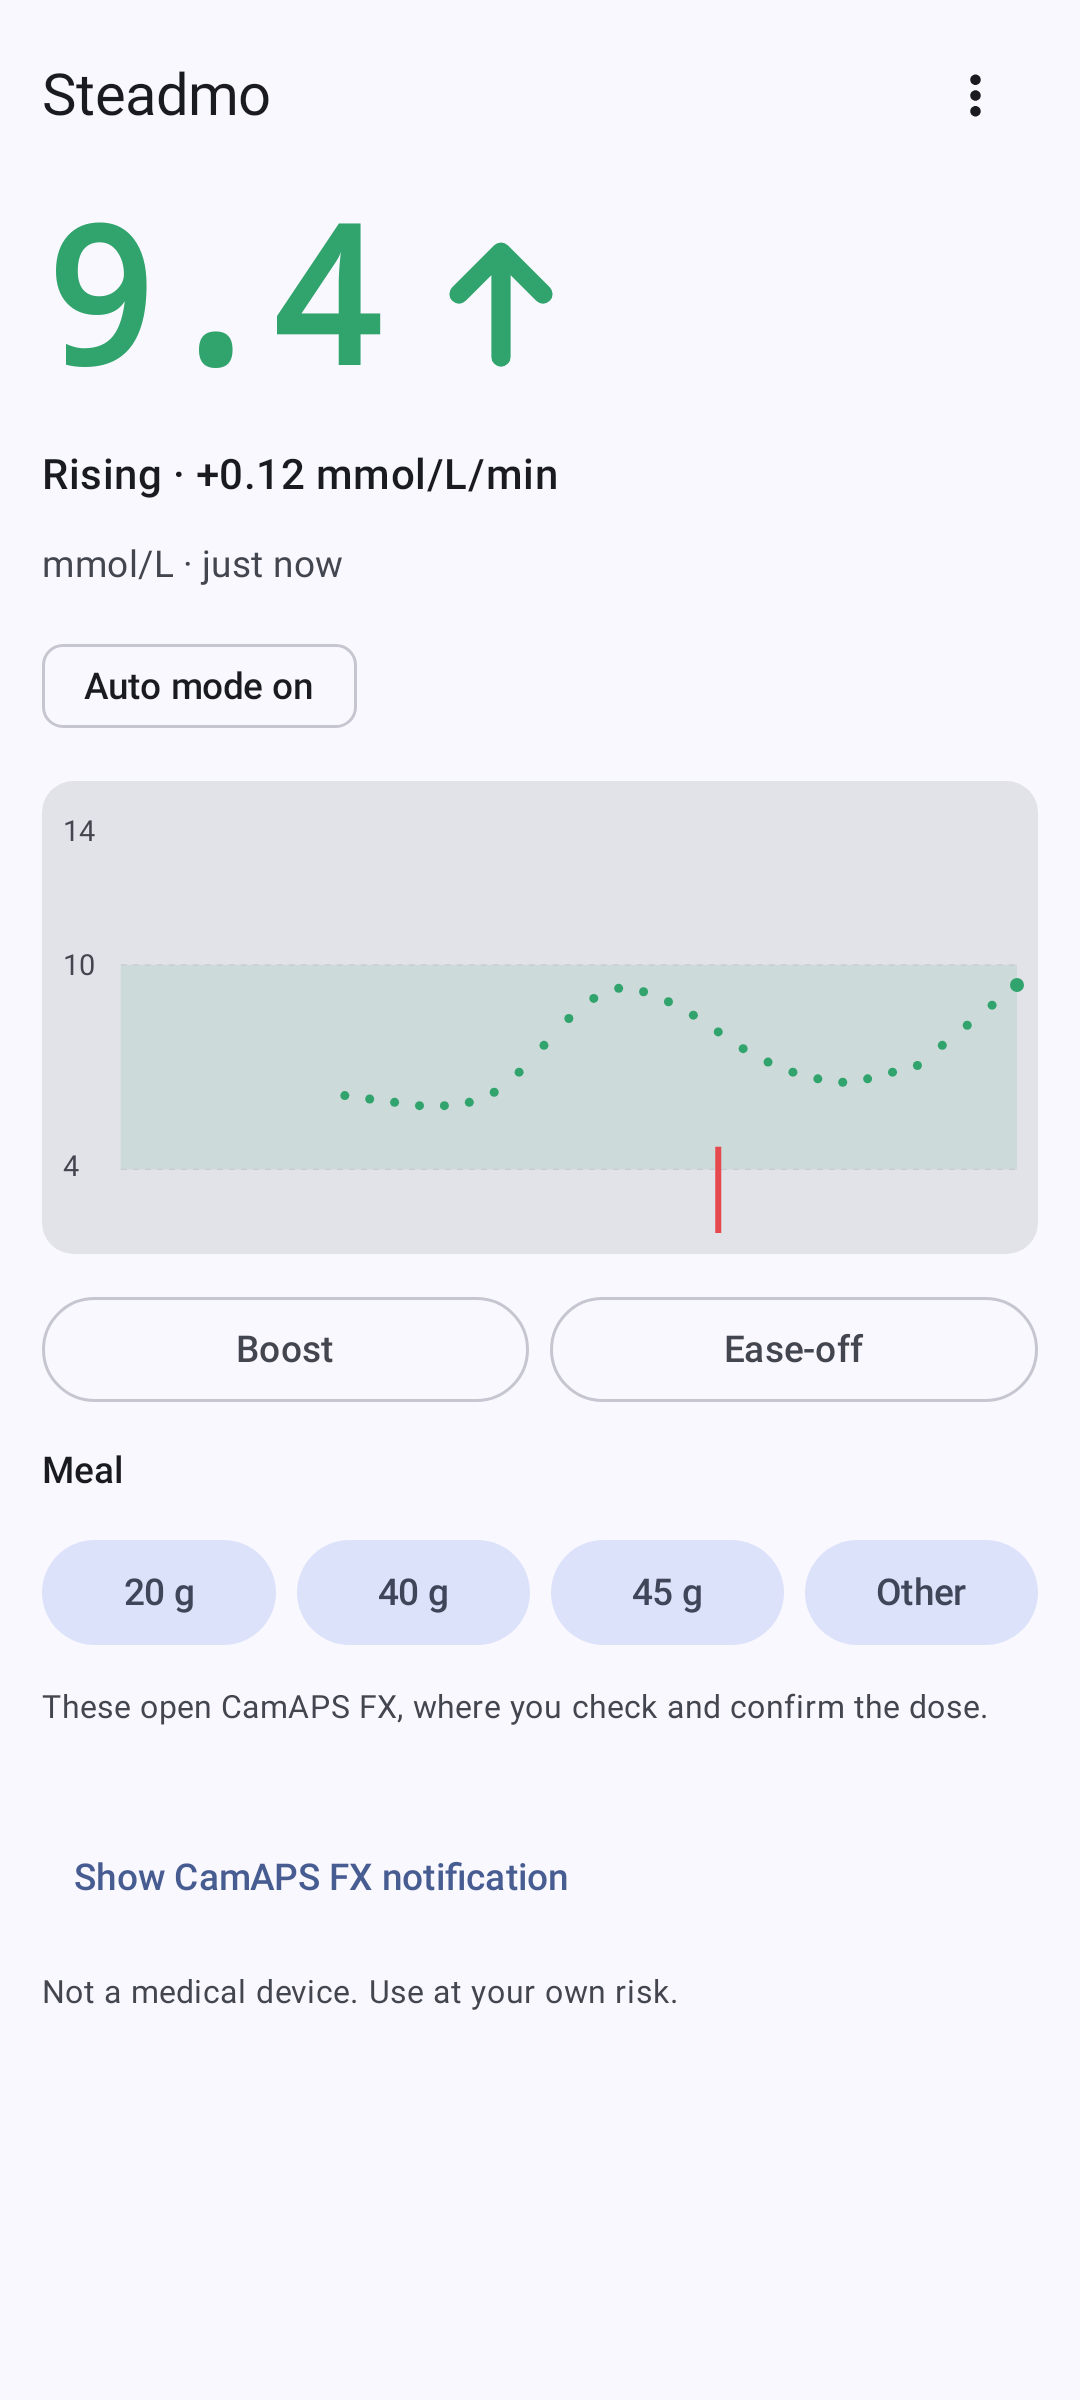 Steadmo
9.4
Rising · +0.12 mmol/L/min
mmol/L · just now
Auto mode on
14
10
4
Boost
Ease-off
Meal
20 g
40 g
45 g
Other
These open CamAPS FX, where you check and confirm the dose.
Show CamAPS FX notification
Not a medical device. Use at your own risk.